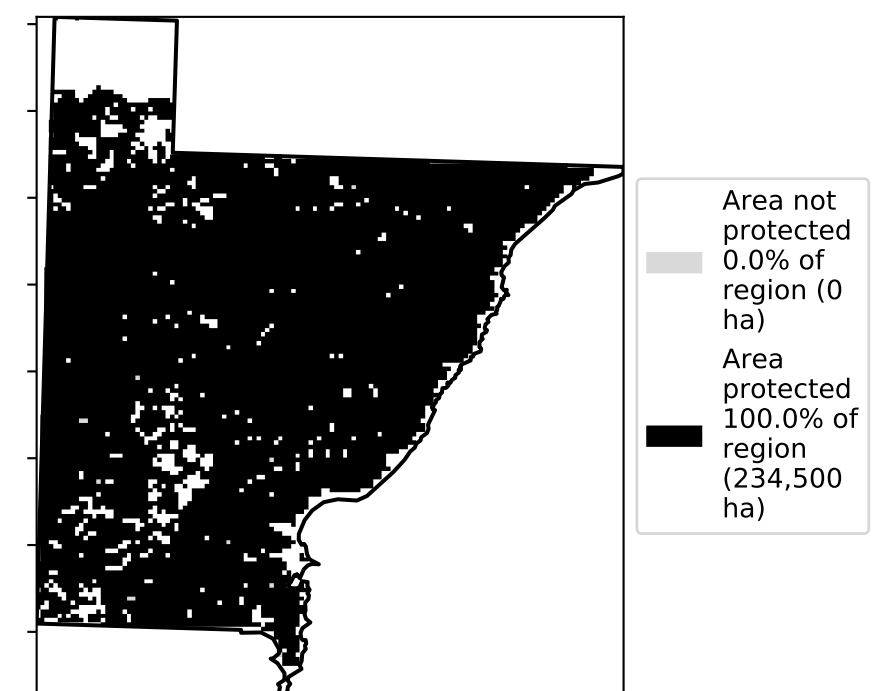 Area not
protected
0.0% of
region (0
ha)
Area
protected
100.0% of
region
(234,500
ha)